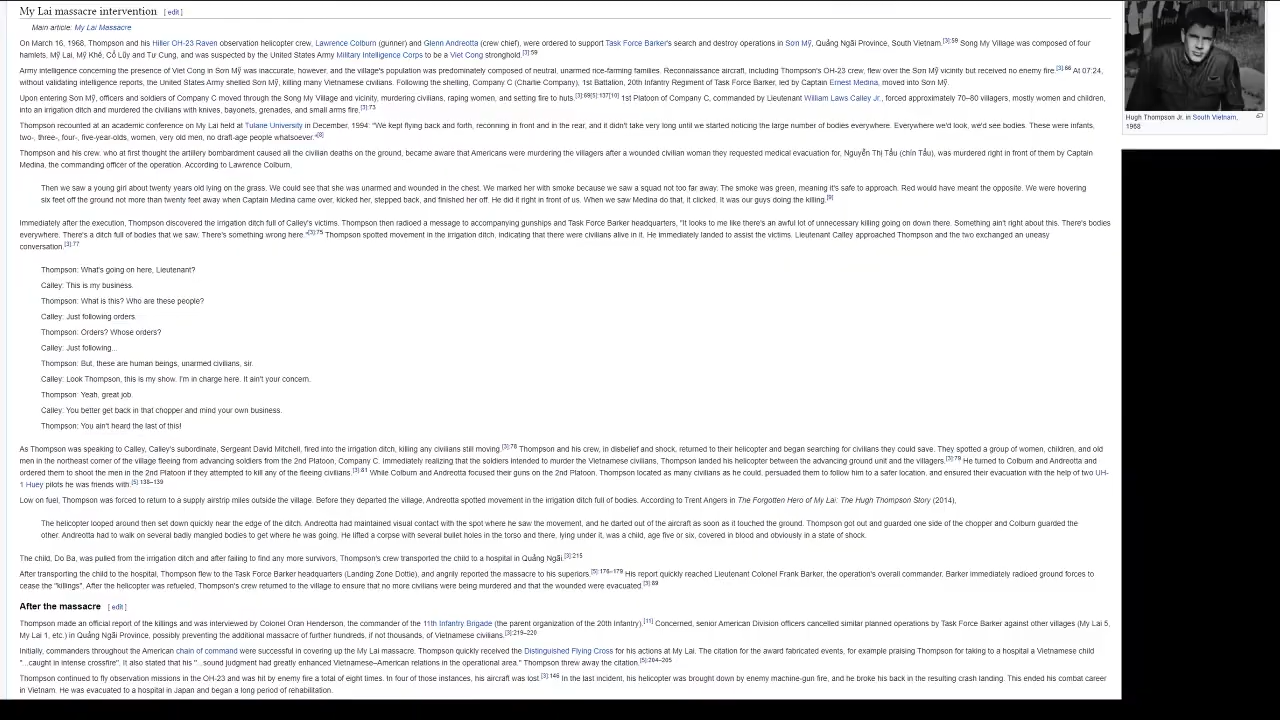 My Lai massacre intervention [ edit ]
Main article: My Lai Massacre
On March 16, 1968, Thompson and his Hiller OH-23 Raven observation helicopter crew, Lawrence Colburn (gunner) and Glenn Andreotta (crew chief), were ordered to support Task Force Barker's search and destroy operations in Sơn Mỹ, Quảng Ngãi Province, South Vietnam.[3]:59 Song My Village was composed of four
hamlets, Mỹ Lai, Mỹ Khê, Cổ Lũy and Tư Cung, and was suspected by the United States Army Military Intelligence Corps to be a Viet Cong stronghold.[3]:59
Army intelligence concerning the presence of Viet Cong in Sơn Mỹ was inaccurate, however, and the village's population was predominately composed of neutral, unarmed rice-farming families. Reconnaissance aircraft, including Thompson's OH-23 crew, flew over the Sơn Mỹ vicinity but received no enemy fire.[3]:66 At 07:24,
without validating intelligence reports, the United States Army shelled Sơn Mỹ, killing many Vietnamese civilians. Following the shelling, Company C (Charlie Company), 1st Battalion, 20th Infantry Regiment of Task Force Barker, led by Captain Ernest Medina, moved into Sơn Mỹ.
Upon entering Sơn Mỹ, officers and soldiers of Company C moved through the Song My Village and vicinity, murdering civilians, raping women, and setting fire to huts.[3]:69[5]:137[10] 1st Platoon of Company C, commanded by Lieutenant William Laws Calley Jr., forced approximately 70–80 villagers, mostly women and children,
into an irrigation ditch and murdered the civilians with knives, bayonets, grenades, and small arms fire.[3]:73
Thompson recounted at an academic conference on My Lai held at Tulane University in December, 1994: "We kept flying back and forth, reconning in front and in the rear, and it didn't take very long until we started noticing the large number of bodies everywhere. Everywhere we'd look, we'd see bodies. These were infants,
two-, three-, four-, five-year-olds, women, very old men, no draft-age people whatsoever."[8]
Thompson and his crew, who at first thought the artillery bombardment caused all the civilian deaths on the ground, became aware that Americans were murdering the villagers after a wounded civilian woman they requested medical evacuation for, Nguyễn Thị Tẩu (chín Tẩu), was murdered right in front of them by Captain
Medina, the commanding officer of the operation. According to Lawrence Colburn,
Then we saw a young girl about twenty years old lying on the grass. We could see that she was unarmed and wounded in the chest. We marked her with smoke because we saw a squad not too far away. The smoke was green, meaning it's safe to approach. Red would have meant the opposite. We were hovering
six feet off the ground not more than twenty feet away when Captain Medina came over, kicked her, stepped back, and finished her off. He did it right in front of us. When we saw Medina do that, it clicked. It was our guys doing the killing.[9]
Immediately after the execution, Thompson discovered the irrigation ditch full of Calley's victims. Thompson then radioed a message to accompanying gunships and Task Force Barker headquarters, "It looks to me like there's an awful lot of unnecessary killing going on down there. Something ain't right about this. There's bodies
everywhere. There's a ditch full of bodies that we saw. There's something wrong here."[3]:75 Thompson spotted movement in the irrigation ditch, indicating that there were civilians alive in it. He immediately landed to assist the victims. Lieutenant Calley approached Thompson and the two exchanged an uneasy
conversation.[3]:77
Thompson: What's going on here, Lieutenant?
Calley: This is my business.
Thompson: What is this? Who are these people?
Calley: Just following orders.
Thompson: Orders? Whose orders?
Calley: Just following...
Thompson: But, these are human beings, unarmed civilians, sir.
Calley: Look Thompson, this is my show. I'm in charge here. It ain't your concern.
Thompson: Yeah, great job.
Calley: You better get back in that chopper and mind your own business.
Thompson: You ain't heard the last of this!
As Thompson was speaking to Calley, Calley's subordinate, Sergeant David Mitchell, fired into the irrigation ditch, killing any civilians still moving.[3]:78 Thompson and his crew, in disbelief and shock, returned to their helicopter and began searching for civilians they could save. They spotted a group of women, children, and old
men in the northeast corner of the village fleeing from advancing soldiers from the 2nd Platoon, Company C. Immediately realizing that the soldiers intended to murder the Vietnamese civilians, Thompson landed his helicopter between the advancing ground unit and the villagers.[3]:79 He turned to Colburn and Andreotta and
ordered them to shoot the men in the 2nd Platoon if they attempted to kill any of the fleeing civilians.[3]:81 While Colburn and Andreotta focused their guns on the 2nd Platoon, Thompson located as many civilians as he could, persuaded them to follow him to a safer location, and ensured their evacuation with the help of two UH-
1 Huey pilots he was friends with.[5]:138–139
Low on fuel, Thompson was forced to return to a supply airstrip miles outside the village. Before they departed the village, Andreotta spotted movement in the irrigation ditch full of bodies. According to Trent Angers in The Forgotten Hero of My Lai: The Hugh Thompson Story (2014),
The helicopter looped around then set down quickly near the edge of the ditch. Andreotta had maintained visual contact with the spot where he saw the movement, and he darted out of the aircraft as soon as it touched the ground. Thompson got out and guarded one side of the chopper and Colburn guarded the
other. Andreotta had to walk on several badly mangled bodies to get where he was going. He lifted a corpse with several bullet holes in the torso and there, lying under it, was a child, age five or six, covered in blood and obviously in a state of shock.
The child, Do Ba, was pulled from the irrigation ditch and after failing to find any more survivors, Thompson's crew transported the child to a hospital in Quảng Ngãi.[3]:215
After transporting the child to the hospital, Thompson flew to the Task Force Barker headquarters (Landing Zone Dottie), and angrily reported the massacre to his superiors.[5]:176–179 His report quickly reached Lieutenant Colonel Frank Barker, the operation's overall commander. Barker immediately radioed ground forces to
cease the "killings". After the helicopter was refueled, Thompson's crew returned to the village to ensure that no more civilians were being murdered and that the wounded were evacuated.[3]:89
After the massacre [ edit ]
Thompson made an official report of the killings and was interviewed by Colonel Oran Henderson, the commander of the 11th Infantry Brigade (the parent organization of the 20th Infantry).[11] Concerned, senior American Division officers cancelled similar planned operations by Task Force Barker against other villages (My Lai 5,
My Lai 1, etc.) in Quảng Ngãi Province, possibly preventing the additional massacre of further hundreds, if not thousands, of Vietnamese civilians.[3]:219–220
Initially, commanders throughout the American chain of command were successful in covering up the My Lai massacre. Thompson quickly received the Distinguished Flying Cross for his actions at My Lai. The citation for the award fabricated events, for example praising Thompson for taking to a hospital a Vietnamese child
"...caught in intense crossfire". It also stated that his "...sound judgment had greatly enhanced Vietnamese–American relations in the operational area." Thompson threw away the citation.[5]:204–205
Thompson continued to fly observation missions in the OH-23 and was hit by enemy fire a total of eight times. In four of those instances, his aircraft was lost.[3]:146 In the last incident, his helicopter was brought down by enemy machine-gun fire, and he broke his back in the resulting crash landing. This ended his combat career
in Vietnam. He was evacuated to a hospital in Japan and began a long period of rehabilitation.
Hugh Thompson Jr. in South Vietnam,
1968